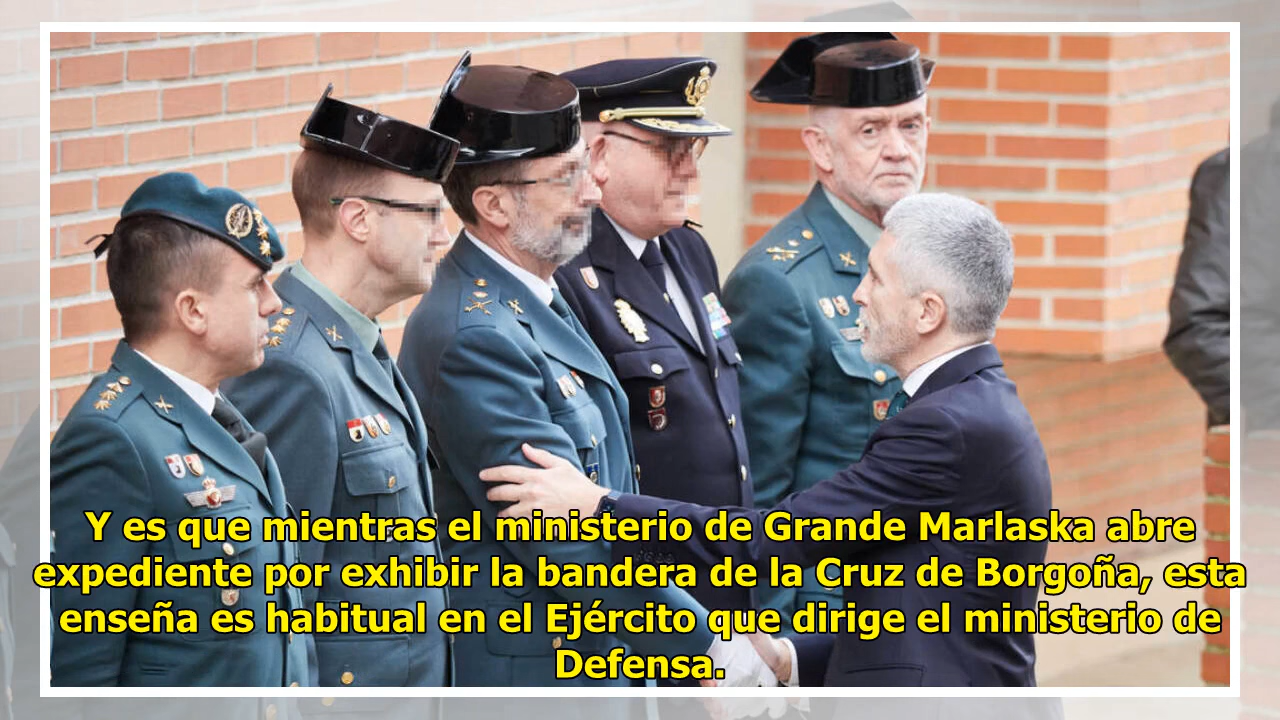 Y es que mientras el ministerio de Grande Marlaska abre
expediente por exhibir la bandera de la Cruz de Borgoña, esta
enseña es habitual en el Ejército que dirige el ministerio de
Defensa.